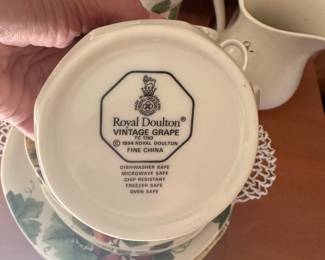 Royal Doulton®
VINTAGE GRAPE
TC 1193
© 1994 ROYAL DOULTON
FINE CHINA
DISHWASHER SAFE
MICROWAVE SAFE
CHIP RESISTANT
FREEZER SAFE
OVEN SAFE